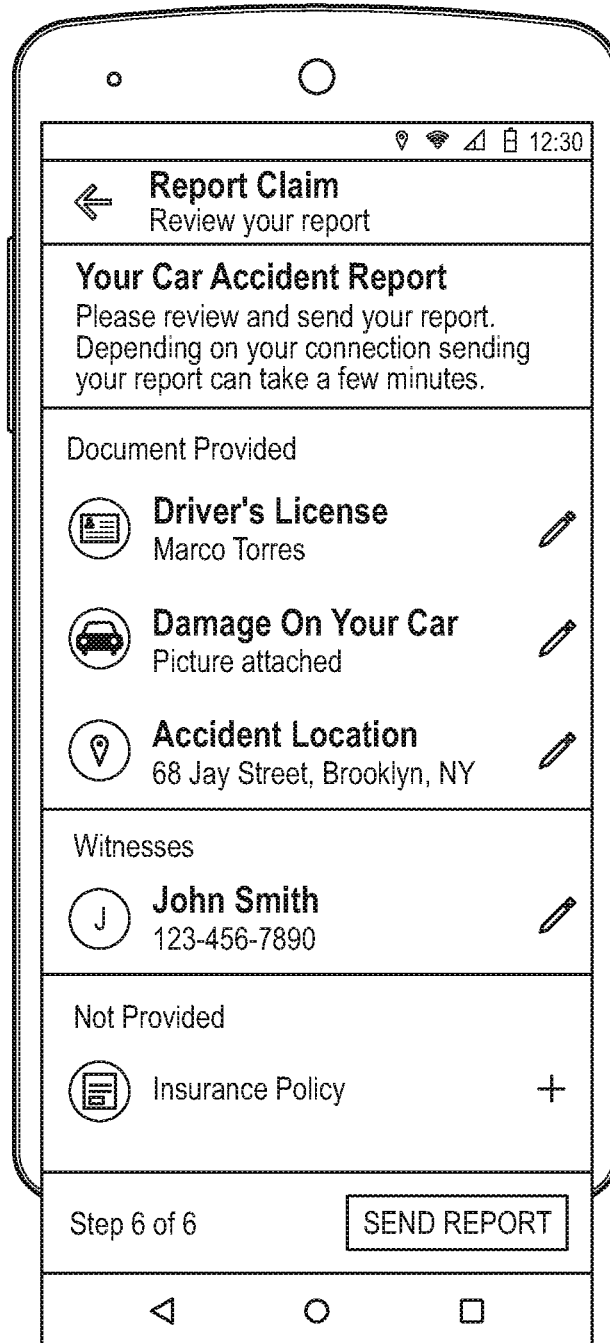 12:30
Report Claim
Review your report
Your Car Accident Report
Please review and send your report.
Depending on your connection sending
your report can take a few minutes.
Document Provided
Driver's License
Marco Torres
Damage On Your Car
Picture attached
Accident Location
68 Jay Street, Brooklyn, NY
Witnesses
J
John Smith
123-456-7890
Not Provided
Insurance Policy
Step 6 of 6
SEND REPORT